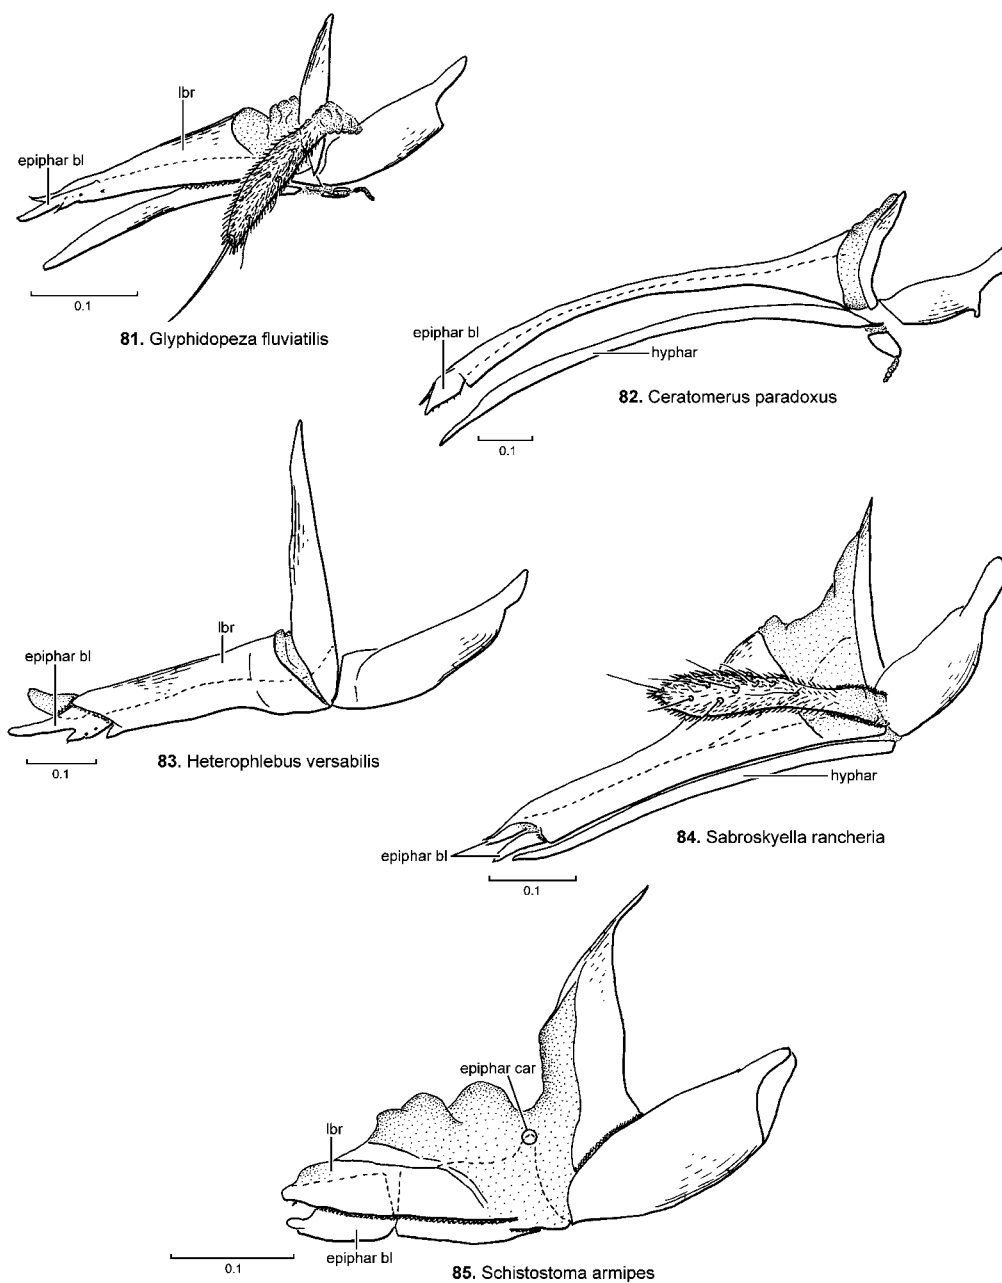 lbr
epiphar bl
0.1
81. Glyphidopeza fluviatilis
epiphar bl
hyphar
0.1
82. Ceratomerus paradoxus
lbr
epiphar bl
0.1
83. Heterophlebus versabilis
hyphar
epiphar bl
0.1
84. Sabroskyella rancheria
epiphar car
lbr
epiphar bl
0.1
85. Schistostoma armipes